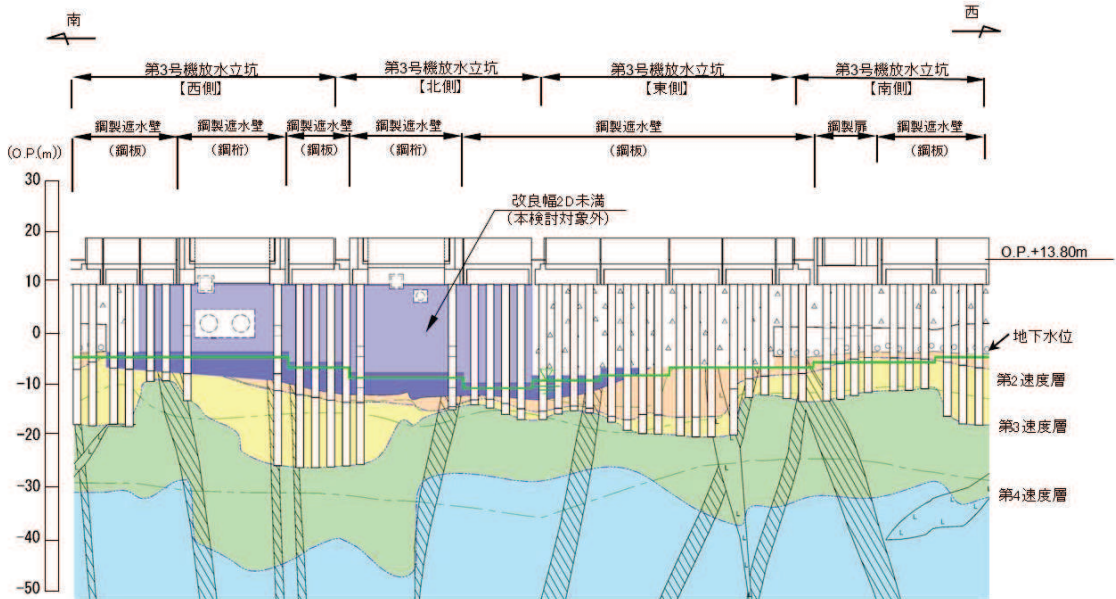 南
西
第3号機放水立坑
【西側】
第3号機放水立坑
【北側】
第3号機放水立坑
【東側】
第3号機放水立坑
【南側】
鋼製遮水壁
(鋼板)
鋼製遮水壁
(鋼桁)
鋼製遮水壁
(鋼板)
鋼製遮水壁
(鋼桁)
鋼製遮水壁
(鋼板)
鋼製扉
鋼製遮水壁
(鋼板)
(O.P.(m))
30
20
10
0
-10
-20
-30
-40
-50
改良幅2D未満
(本検討対象外)
O.P.+13.80m
地下水位
第2速度層
第3速度層
第4速度層